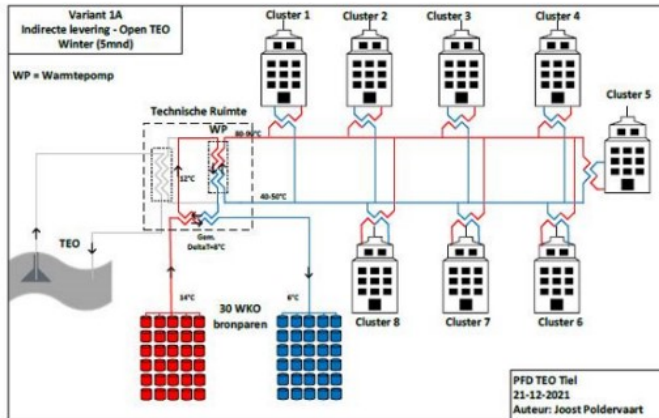 Variant 1A
Indirecte levering - Open TEO
Winter (5mnd)
WP = Warmtepomp
Cluster 1
Cluster 2
Cluster 3
Cluster 4
Cluster 5
Technische Ruimte
WP
80-90°C
12°C
40-50°C
Gem.
DeltaT=8°C
TEO
14°C
30 WKO
bronparen
6°C
Cluster 8
Cluster 7
Cluster 6
PFD TEO Tiel
21-12-2021
Auteur: Joost Poldervaart